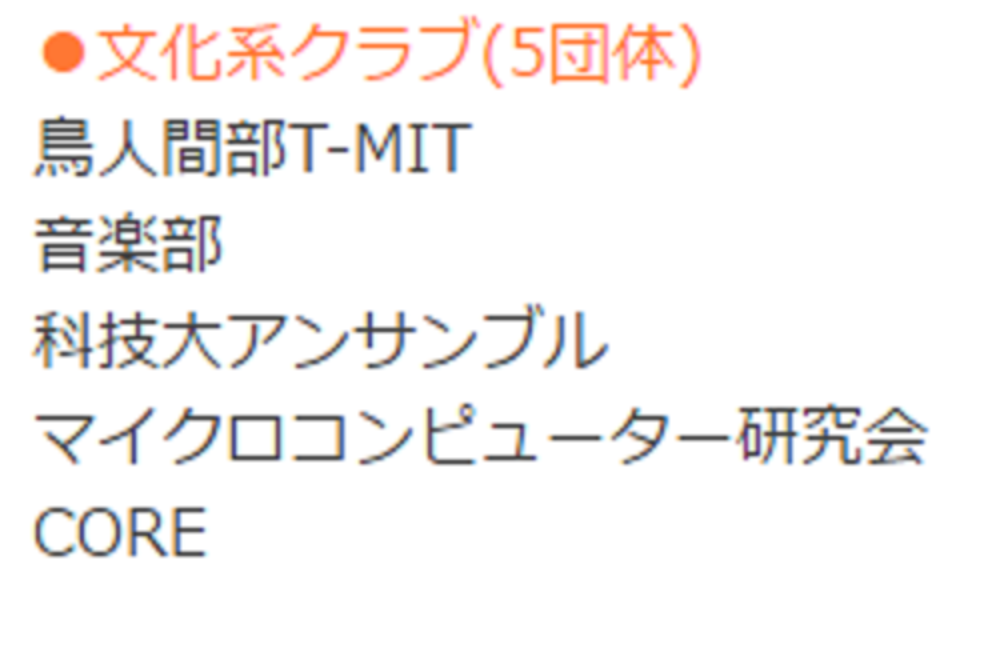 ●文化系クラブ(5団体)
鳥人間部T-MIT
音楽部
科技大アンサンブル
マイクロコンピューター研究会
CORE